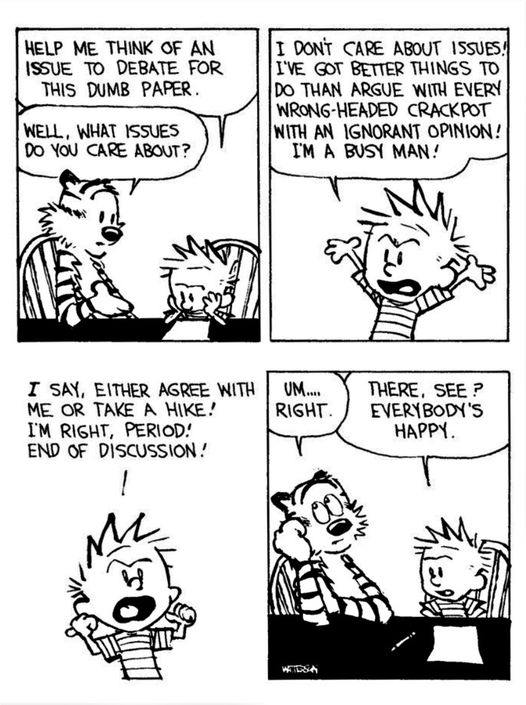 HELP ME THINK OF AN
ISSUE TO DEBATE FOR
THIS DUMB PAPER.
WELL, WHAT ISSUES
DO YOU CARE ABOUT?
I DON'T CARE ABOUT ISSUES!
I'VE GOT BETTER THINGS TO
DO THAN ARGUE WITH EVERY
WRONG-HEADED CRACKPOT
WITH AN IGNORANT OPINION!
I'M A BUSY MAN!
I SAY, EITHER AGREE WITH
ME OR TAKE A HIKE!
I'M RIGHT, PERIOD!
END OF DISCUSSION!
UM....
RIGHT.
THERE, SEE?
EVERYBODY'S
HAPPY.
WATTERSON